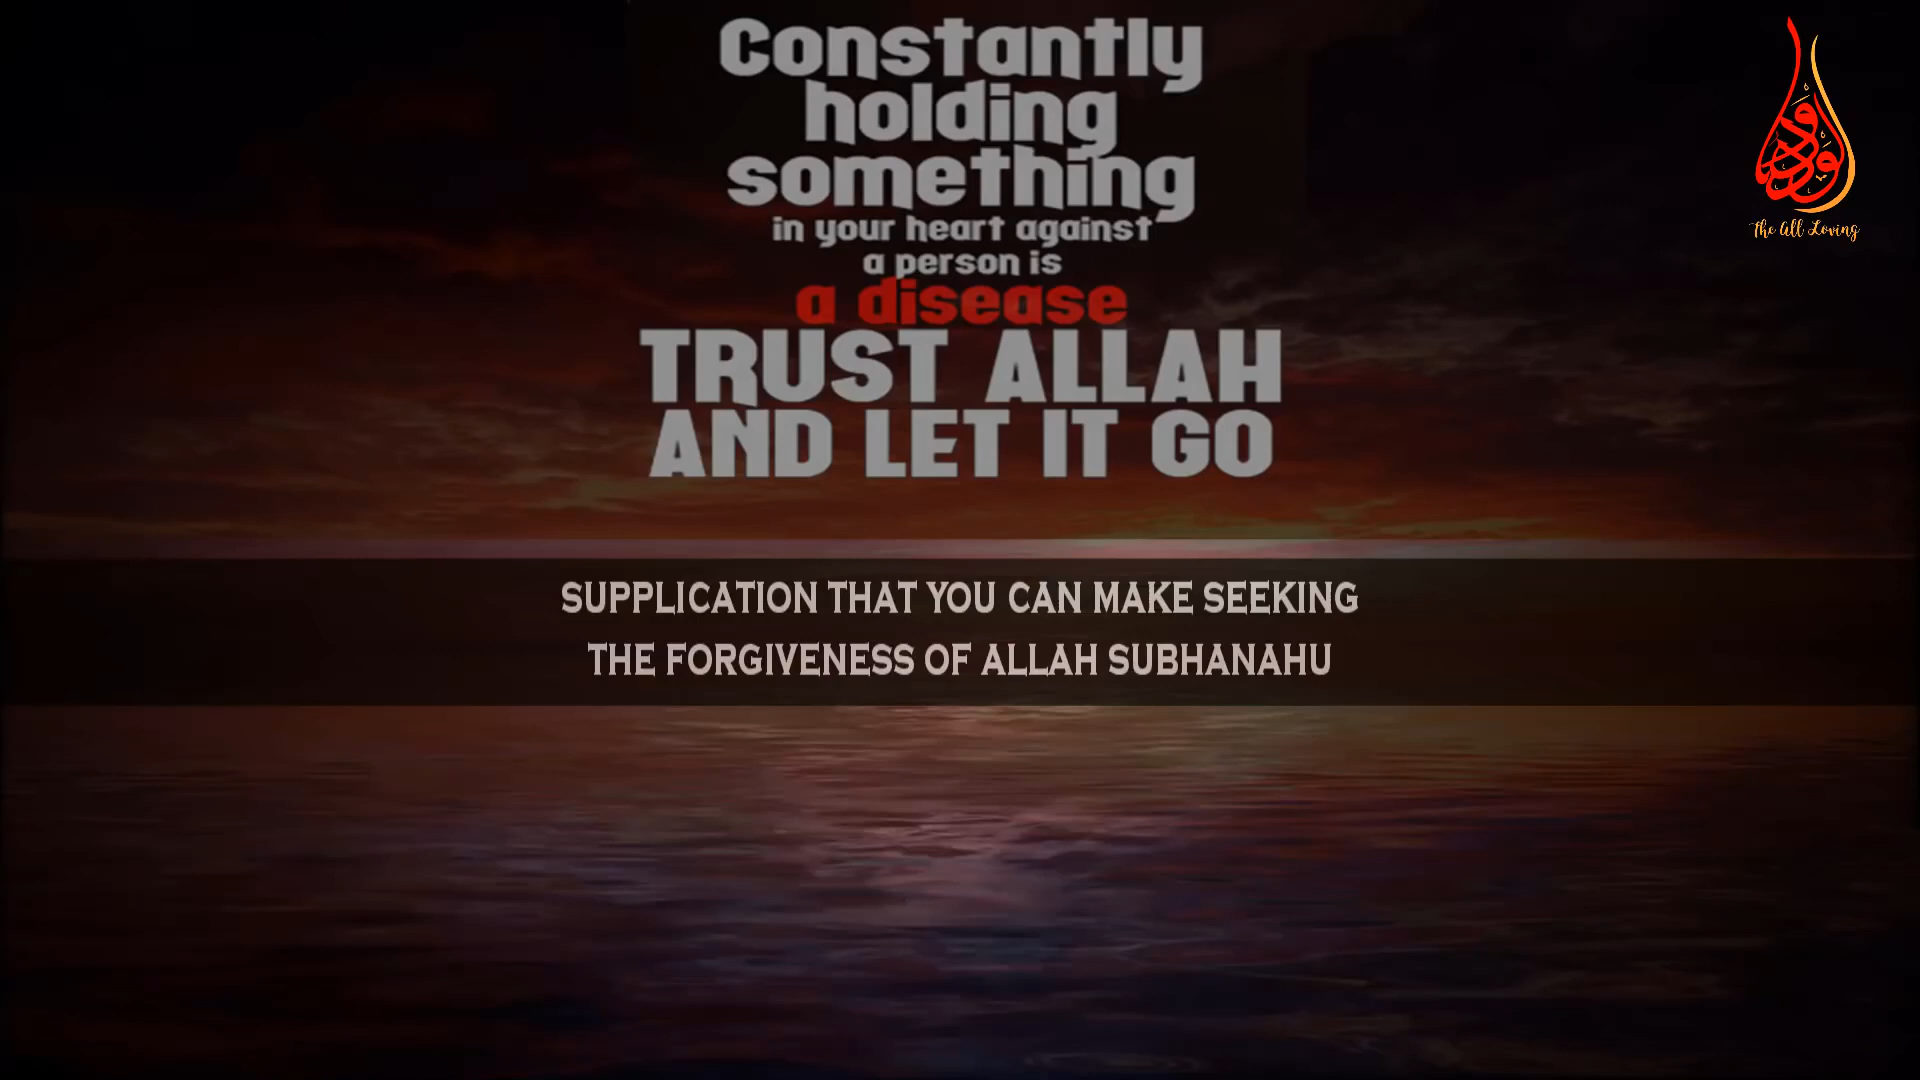 Constantly
holding
something
in your heart against
a person is
a disease
TRUST ALLAH
AND LET IT GO
The All Loving
SUPPLICATION THAT YOU CAN MAKE SEEKING
THE FORGIVENESS OF ALLAH SUBHANAHU